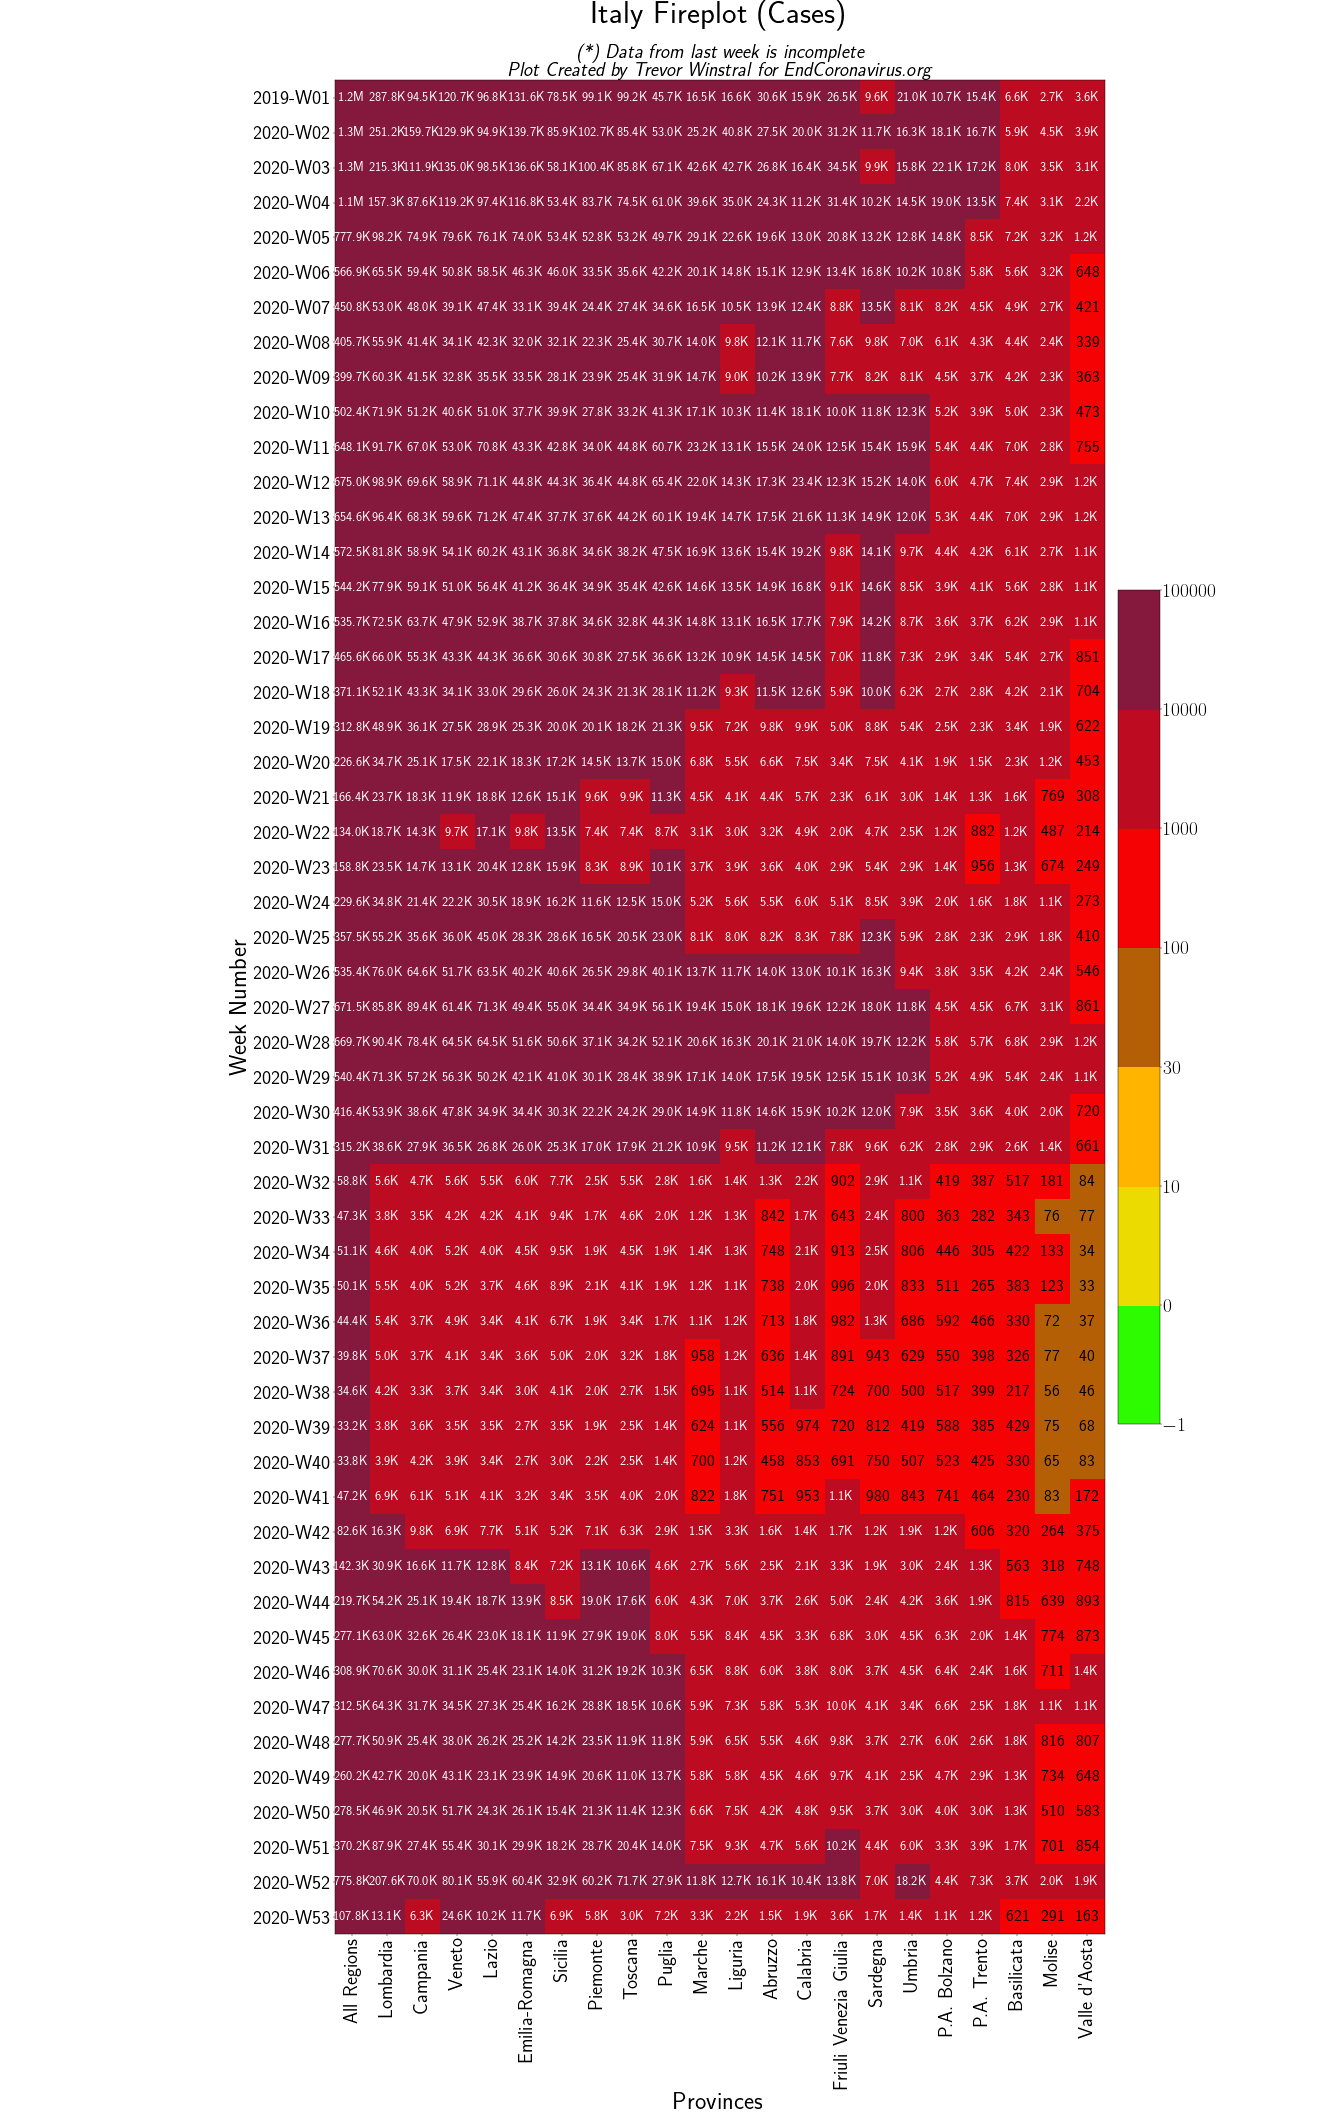 Italy Fireplot (Cases)
(*) Data from last week is incomplete
Plot Created by Trevor Winstral for EndCoronavirus.org
2019-W01 1.2M 287.8K 94.5K 120.7K 96.8K 131.6K 78.5K 99.1K 99.2K 45.7K 16.5K 16.6K 30.6K 15.9K 26.5K 9.6K 21.0K 10.7K 15.4K 6.6K 2.7K 3.6K
2020-W02 1.3M 251.2K 159.7K 129.9K 94.9K 139.7K 85.9K 102.7K 85.4K 53.0K 25.2K 40.8K 27.5K 20.0K 31.2K 11.7K 16.3K 18.1K 16.7K 5.9K 4.5K 3.9K
2020-W03 1.3M 215.3K 111.9K 135.0K 98.5K 136.6K 58.1K 100.4K 85.8K 67.1K 42.6K 42.7K 26.8K 16.4K 34.5K 9.9K 15.8K 22.1K 17.2K 8.0K 3.5K 3.1K
2020-W04 1.1M 157.3K 87.6K 119.2K 97.4K 116.8K 53.4K 83.7K 74.5K 61.0K 39.6K 35.0K 24.3K 11.2K 31.4K 10.2K 14.5K 19.0K 13.5K 7.4K 3.1K 2.2K
2020-W05 777.9K 98.2K 74.9K 79.6K 76.1K 74.0K 53.4K 52.8K 53.2K 49.7K 29.1K 22.6K 19.6K 13.0K 20.8K 13.2K 12.8K 14.8K 8.5K 7.2K 3.2K 1.2K
2020-W06 566.9K 65.5K 59.4K 50.8K 58.5K 46.3K 46.0K 33.5K 35.6K 42.2K 20.1K 14.8K 15.1K 12.9K 13.4K 16.8K 10.2K 10.8K 5.8K 5.6K 3.2K 648
2020-W07 450.8K 53.0K 48.0K 39.1K 47.4K 33.1K 39.4K 24.4K 27.4K 34.6K 16.5K 10.5K 13.9K 12.4K 8.8K 13.5K 8.1K 8.2K 4.5K 4.9K 2.7K 421
2020-W08 405.7K 55.9K 41.4K 34.1K 42.3K 32.0K 32.1K 22.3K 25.4K 30.7K 14.0K 9.8K 12.1K 11.7K 7.6K 9.8K 7.0K 6.1K 4.3K 4.4K 2.4K 339
2020-W09 399.7K 60.3K 41.5K 32.8K 35.5K 33.5K 28.1K 23.9K 25.4K 31.9K 14.7K 9.0K 10.2K 13.9K 7.7K 8.2K 8.1K 4.5K 3.7K 4.2K 2.3K 363
2020-W10 502.4K 71.9K 51.2K 40.6K 51.0K 37.7K 39.9K 27.8K 33.2K 41.3K 17.1K 10.3K 11.4K 18.1K 10.0K 11.8K 12.3K 5.2K 3.9K 5.0K 2.3K 473
2020-W11 648.1K 91.7K 67.0K 53.0K 70.8K 43.3K 42.8K 34.0K 44.8K 60.7K 23.2K 13.1K 15.5K 24.0K 12.5K 15.4K 15.9K 5.4K 4.4K 7.0K 2.8K 755
2020-W12 675.0K 98.9K 69.6K 58.9K 71.1K 44.8K 44.3K 36.4K 44.8K 65.4K 22.0K 14.3K 17.3K 23.4K 12.3K 15.2K 14.0K 6.0K 4.7K 7.4K 2.9K 1.2K
2020-W13 654.6K 96.4K 68.3K 59.6K 71.2K 47.4K 37.7K 37.6K 44.2K 60.1K 19.4K 14.7K 17.5K 21.6K 11.3K 14.9K 12.0K 5.3K 4.4K 7.0K 2.9K 1.2K
2020-W14 572.5K 81.8K 58.9K 54.1K 60.2K 43.1K 36.8K 34.6K 38.2K 47.5K 16.9K 13.6K 15.4K 19.2K 9.8K 14.1K 9.7K 4.4K 4.2K 6.1K 2.7K 1.1K
2020-W15 544.2K 77.9K 59.1K 51.0K 56.4K 41.2K 36.4K 34.9K 35.4K 42.6K 14.6K 13.5K 14.9K 16.8K 9.1K 14.6K 8.5K 3.9K 4.1K 5.6K 2.8K 1.1K
2020-W16 535.7K 72.5K 63.7K 47.9K 52.9K 38.7K 37.8K 34.6K 32.8K 44.3K 14.8K 13.1K 16.5K 17.7K 7.9K 14.2K 8.7K 3.6K 3.7K 6.2K 2.9K 1.1K
2020-W17 465.6K 66.0K 55.3K 43.3K 44.3K 36.6K 30.6K 30.8K 27.5K 36.6K 13.2K 10.9K 14.5K 14.5K 7.0K 11.8K 7.3K 2.9K 3.4K 5.4K 2.7K 851
2020-W18 371.1K 52.1K 43.3K 34.1K 33.0K 29.6K 26.0K 24.3K 21.3K 28.1K 11.2K 9.3K 11.5K 12.6K 5.9K 10.0K 6.2K 2.7K 2.8K 4.2K 2.1K 704
2020-W19 312.8K 48.9K 36.1K 27.5K 28.9K 25.3K 20.0K 20.1K 18.2K 21.3K 9.5K 7.2K 9.8K 9.9K 5.0K 8.8K 5.4K 2.5K 2.3K 3.4K 1.9K 622
2020-W20 226.6K 34.7K 25.1K 17.5K 22.1K 18.3K 17.2K 14.5K 13.7K 15.0K 6.8K 5.5K 6.6K 7.5K 3.4K 7.5K 4.1K 1.9K 1.5K 2.3K 1.2K 453
2020-W21 166.4K 23.7K 18.3K 11.9K 18.8K 12.6K 15.1K 9.6K 9.9K 11.3K 4.5K 4.1K 4.4K 5.7K 2.3K 6.1K 3.0K 1.4K 1.3K 1.6K 769 308
2020-W22 134.0K 18.7K 14.3K 9.7K 17.1K 9.8K 13.5K 7.4K 7.4K 8.7K 3.1K 3.0K 3.2K 4.9K 2.0K 4.7K 2.5K 1.2K 882 1.2K 487 214
2020-W23 158.8K 23.5K 14.7K 13.1K 20.4K 12.8K 15.9K 8.3K 8.9K 10.1K 3.7K 3.9K 3.6K 4.0K 2.9K 5.4K 2.9K 1.4K 956 1.3K 674 249
2020-W24 229.6K 34.8K 21.4K 22.2K 30.5K 18.9K 16.2K 11.6K 12.5K 15.0K 5.2K 5.6K 5.5K 6.0K 5.1K 8.5K 3.9K 2.0K 1.6K 1.8K 1.1K 273
2020-W25 357.5K 55.2K 35.6K 36.0K 45.0K 28.3K 28.6K 16.5K 20.5K 23.0K 8.1K 8.0K 8.2K 8.3K 7.8K 12.3K 5.9K 2.8K 2.3K 2.9K 1.8K 410
2020-W26 535.4K 76.0K 64.6K 51.7K 63.5K 40.2K 40.6K 26.5K 29.8K 40.1K 13.7K 11.7K 14.0K 13.0K 10.1K 16.3K 9.4K 3.8K 3.5K 4.2K 2.4K 546
2020-W27 671.5K 85.8K 89.4K 61.4K 71.3K 49.4K 55.0K 34.4K 34.9K 56.1K 19.4K 15.0K 18.1K 19.6K 12.2K 18.0K 11.8K 4.5K 4.5K 6.7K 3.1K 861
2020-W28 669.7K 90.4K 78.4K 64.5K 64.5K 51.6K 50.6K 37.1K 34.2K 52.1K 20.6K 16.3K 20.1K 21.0K 14.0K 19.7K 12.2K 5.8K 5.7K 6.8K 2.9K 1.2K
2020-W29 540.4K 71.3K 57.2K 56.3K 50.2K 42.1K 41.0K 30.1K 28.4K 38.9K 17.1K 14.0K 17.5K 19.5K 12.5K 15.1K 10.3K 5.2K 4.9K 5.4K 2.4K 1.1K
2020-W30 416.4K 53.9K 38.6K 47.8K 34.9K 34.4K 30.3K 22.2K 24.2K 29.0K 14.9K 11.8K 14.6K 15.9K 10.2K 12.0K 7.9K 3.5K 3.6K 4.0K 2.0K 720
2020-W31 315.2K 38.6K 27.9K 36.5K 26.8K 26.0K 25.3K 17.0K 17.9K 21.2K 10.9K 9.5K 11.2K 12.1K 7.8K 9.6K 6.2K 2.8K 2.9K 2.6K 1.4K 661
2020-W32 58.8K 5.6K 4.7K 5.6K 5.5K 6.0K 7.7K 2.5K 5.5K 2.8K 1.6K 1.4K 1.3K 2.2K 902 2.9K 1.1K 419 387 517 181 84
2020-W33 47.3K 3.8K 3.5K 4.2K 4.2K 4.1K 9.4K 1.7K 4.6K 2.0K 1.2K 1.3K 842 1.7K 643 2.4K 800 363 282 343 76 77
2020-W34 51.1K 4.6K 4.0K 5.2K 4.0K 4.5K 9.5K 1.9K 4.5K 1.9K 1.4K 1.3K 748 2.1K 913 2.5K 806 446 305 422 133 34
2020-W35 50.1K 5.5K 4.0K 5.2K 3.7K 4.6K 8.9K 2.1K 4.1K 1.9K 1.2K 1.1K 738 2.0K 996 2.0K 833 511 265 383 123 33
2020-W36 44.4K 5.4K 3.7K 4.9K 3.4K 4.1K 6.7K 1.9K 3.4K 1.7K 1.1K 1.2K 713 1.8K 982 1.3K 686 592 466 330 72 37
2020-W37 39.8K 5.0K 3.7K 4.1K 3.4K 3.6K 5.0K 2.0K 3.2K 1.8K 958 1.2K 636 1.4K 891 943 629 550 398 326 77 40
2020-W38 34.6K 4.2K 3.3K 3.7K 3.4K 3.0K 4.1K 2.0K 2.7K 1.5K 695 1.1K 514 1.1K 724 700 500 517 399 217 56 46
2020-W39 33.2K 3.8K 3.6K 3.5K 3.5K 2.7K 3.5K 1.9K 2.5K 1.4K 624 1.1K 556 974 720 812 419 588 385 429 75 68
2020-W40 33.8K 3.9K 4.2K 3.9K 3.4K 2.7K 3.0K 2.2K 2.5K 1.4K 700 1.2K 458 853 691 750 507 523 425 330 65 83
2020-W41 47.2K 6.9K 6.1K 5.1K 4.1K 3.2K 3.4K 3.5K 4.0K 2.0K 822 1.8K 751 953 1.1K 980 843 741 464 230 83 172
2020-W42 82.6K 16.3K 9.8K 6.9K 7.7K 5.1K 5.2K 7.1K 6.3K 2.9K 1.5K 3.3K 1.6K 1.4K 1.7K 1.2K 1.9K 1.2K 606 320 264 375
2020-W43 142.3K 30.9K 16.6K 11.7K 12.8K 8.4K 7.2K 13.1K 10.6K 4.6K 2.7K 5.6K 2.5K 2.1K 3.3K 1.9K 3.0K 2.4K 1.3K 563 318 748
2020-W44 219.7K 54.2K 25.1K 19.4K 18.7K 13.9K 8.5K 19.0K 17.6K 6.0K 4.3K 7.0K 3.7K 2.6K 5.0K 2.4K 4.2K 3.6K 1.9K 815 639 893
2020-W45 277.1K 63.0K 32.6K 26.4K 23.0K 18.1K 11.9K 27.9K 19.0K 8.0K 5.5K 8.4K 4.5K 3.3K 6.8K 3.0K 4.5K 6.3K 2.0K 1.4K 774 873
2020-W46 308.9K 70.6K 30.0K 31.1K 25.4K 23.1K 14.0K 31.2K 19.2K 10.3K 6.5K 8.8K 6.0K 3.8K 8.0K 3.7K 4.5K 6.4K 2.4K 1.6K 711 1.4K
2020-W47 312.5K 64.3K 31.7K 34.5K 27.3K 25.4K 16.2K 28.8K 18.5K 10.6K 5.9K 7.3K 5.8K 5.3K 10.0K 4.1K 3.4K 6.6K 2.5K 1.8K 1.1K 1.1K
2020-W48 277.7K 50.9K 25.4K 38.0K 26.2K 25.2K 14.2K 23.5K 11.9K 11.8K 5.9K 6.5K 5.5K 4.6K 9.8K 3.7K 2.7K 6.0K 2.6K 1.8K 816 807
2020-W49 260.2K 42.7K 20.0K 43.1K 23.1K 23.9K 14.9K 20.6K 11.0K 13.7K 5.8K 5.8K 4.5K 4.6K 9.7K 4.1K 2.5K 4.7K 2.9K 1.3K 734 648
2020-W50 278.5K 46.9K 20.5K 51.7K 24.3K 26.1K 15.4K 21.3K 11.4K 12.3K 6.6K 7.5K 4.2K 4.8K 9.5K 3.7K 3.0K 4.0K 3.0K 1.3K 510 583
2020-W51 370.2K 87.9K 27.4K 55.4K 30.1K 29.9K 18.2K 28.7K 20.4K 14.0K 7.5K 9.3K 4.7K 5.6K 10.2K 4.4K 6.0K 3.3K 3.9K 1.7K 701 854
2020-W52 775.8K 207.6K 70.0K 80.1K 55.9K 60.4K 32.9K 60.2K 71.7K 27.9K 11.8K 12.7K 16.1K 10.4K 13.8K 7.0K 18.2K 4.4K 7.3K 3.7K 2.0K 1.9K
2020-W53 107.8K 13.1K 6.3K 24.6K 10.2K 11.7K 6.9K 5.8K 3.0K 7.2K 3.3K 2.2K 1.5K 1.9K 3.6K 1.7K 1.4K 1.1K 1.2K 621 291 163
Week Number
All Regions
Lombardia
Campania
Veneto
Lazio
Emilia-Romagna
Sicilia
Piemonte
Toscana
Puglia
Marche
Liguria
Abruzzo
Calabria
Friuli Venezia Giulia
Sardegna
Umbria
P.A. Bolzano
P.A. Trento
Basilicata
Molise
Valle d'Aosta
Provinces
100000
10000
1000
100
30
10
0
−1